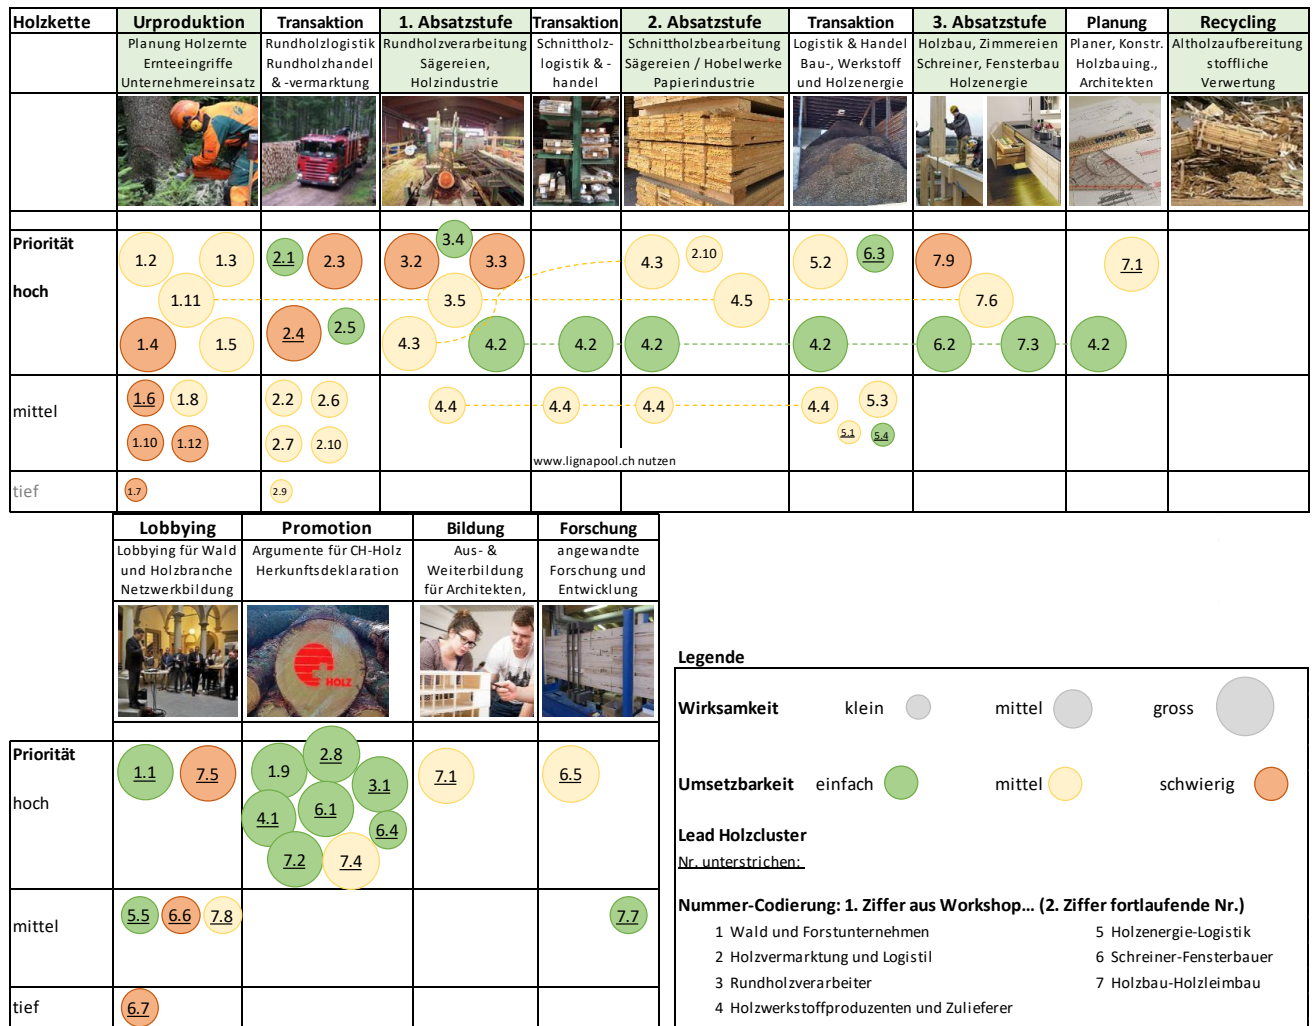 Holzkette Urproduktion Transaktion 1. Absatzstufe Transaktion 2. Absatzstufe Transaktion 3. Absatzstufe Planung Recycling
Planung Holzernte Rundholzlogistik Rundholzverarbeitung Schnittholz- Schnittholzbearbeitung Logistik & Handel Holzbau, Zimmereien Planer, Konstr. Altholzaufbereitung
Ernteeingriffe Rundholzhandel Sägereien, logistik & - Sägereien / Hobelwerke Bau-, Werkstoff Schreiner, Fensterbau Holzbauing., stoffliche
Unternehmereinsatz & -vermarktung Holzindustrie handel Papierindustrie und Holzenergie Holzenergie Architekten Verwertung
work
Priorität
hoch
1.2 1.3 2.1 2.3 3.2 3.4 3.3 4.3 2.10 5.2 6.3 7.9 7.1
1.11 3.5 4.5 7.6
1.4 1.5 2.4 2.5 4.3 4.2 4.2 4.2 4.2 6.2 7.3 4.2
mittel
1.6 1.8 2.2 2.6 4.4 4.4 4.4 4.4 5.3
1.10 1.12 2.7 2.10 5.1 5.4
www.lignapool.ch nutzen
tief 1.7 2.9
Lobbying Promotion Bildung Forschung
Lobbying für Wald Argumente für CH-Holz Aus- & angewandte
und Holzbranche Herkunftsdeklaration Weiterbildung Forschung und
Netzwerkbildung für Architekten, Entwicklung
HOLZ
Priorität
hoch
1.1 7.5 1.9 2.8 3.1 7.1 6.5
4.1 6.1 6.4
7.2 7.4
mittel 5.5 6.6 7.8 7.7
tief 6.7
Legende
Wirksamkeit klein mittel gross
Umsetzbarkeit einfach mittel schwierig
Lead Holzcluster
Nr. unterstrichen:
Nummer-Codierung: 1. Ziffer aus Workshop... (2. Ziffer fortlaufende Nr.)
1 Wald und Forstunternehmen 5 Holzenergie-Logistik
2 Holzvermarktung und Logistil 6 Schreiner-Fensterbauer
3 Rundholzverarbeiter 7 Holzbau-Holzleimbau
4 Holzwerkstoffproduzenten und Zulieferer